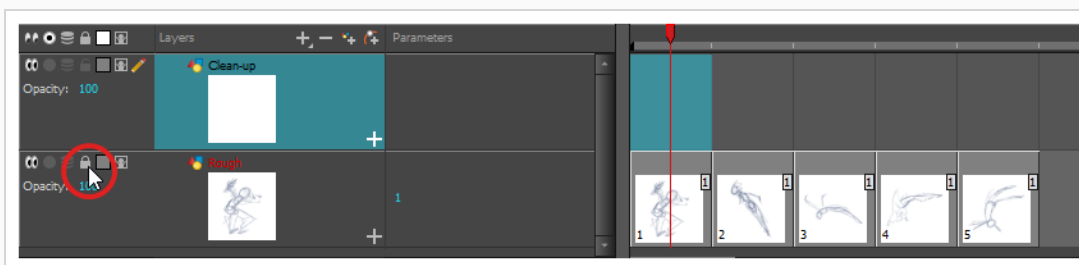 Layers
Parameters
Clean-up
Opacity: 100
Rough
Opacity: 100
1
1 1 1 1 1
1 2 3 4 5